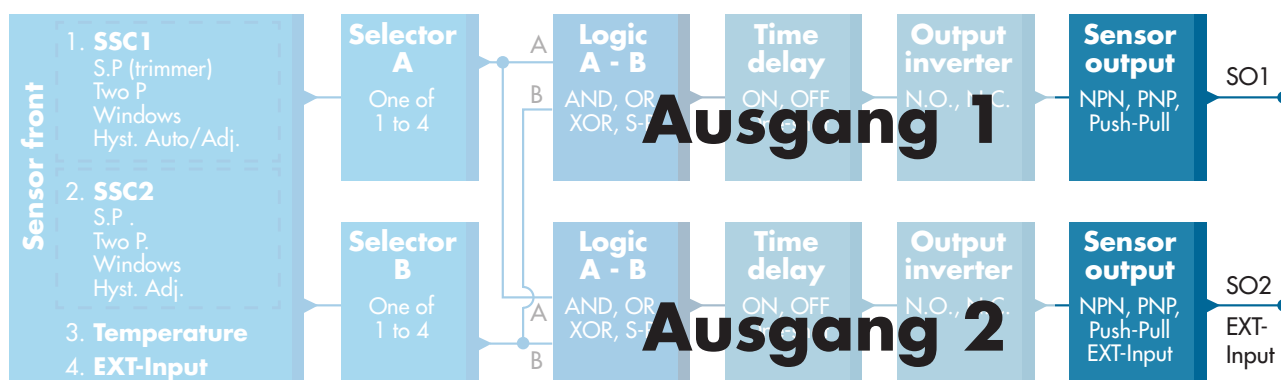 Sensor front
1. SSC1
S.P (trimmer)
Two P
Windows
Hyst. Auto/Adj.
2. SSC2
S.P .
Two P.
Windows
Hyst. Adj.
3. Temperature
4. EXT-Input
Selector
A
One of
1 to 4
A
B
Logic
A - B
AND, OR
XOR,
Time
delay
ON, OFF
Output
inverter
N.O., N.C.
Sensor
output
NPN, PNP,
Push-Pull
SO1
Ausgang 1
Selector
B
One of
1 to 4
A
B
Logic
A - B
AND, OR
XOR,
Time
delay
ON, OFF
Output
inverter
N.O., N.C.
Sensor
output
NPN, PNP,
Push-Pull
EXT-Input
SO2
EXT-
Input
Ausgang 2